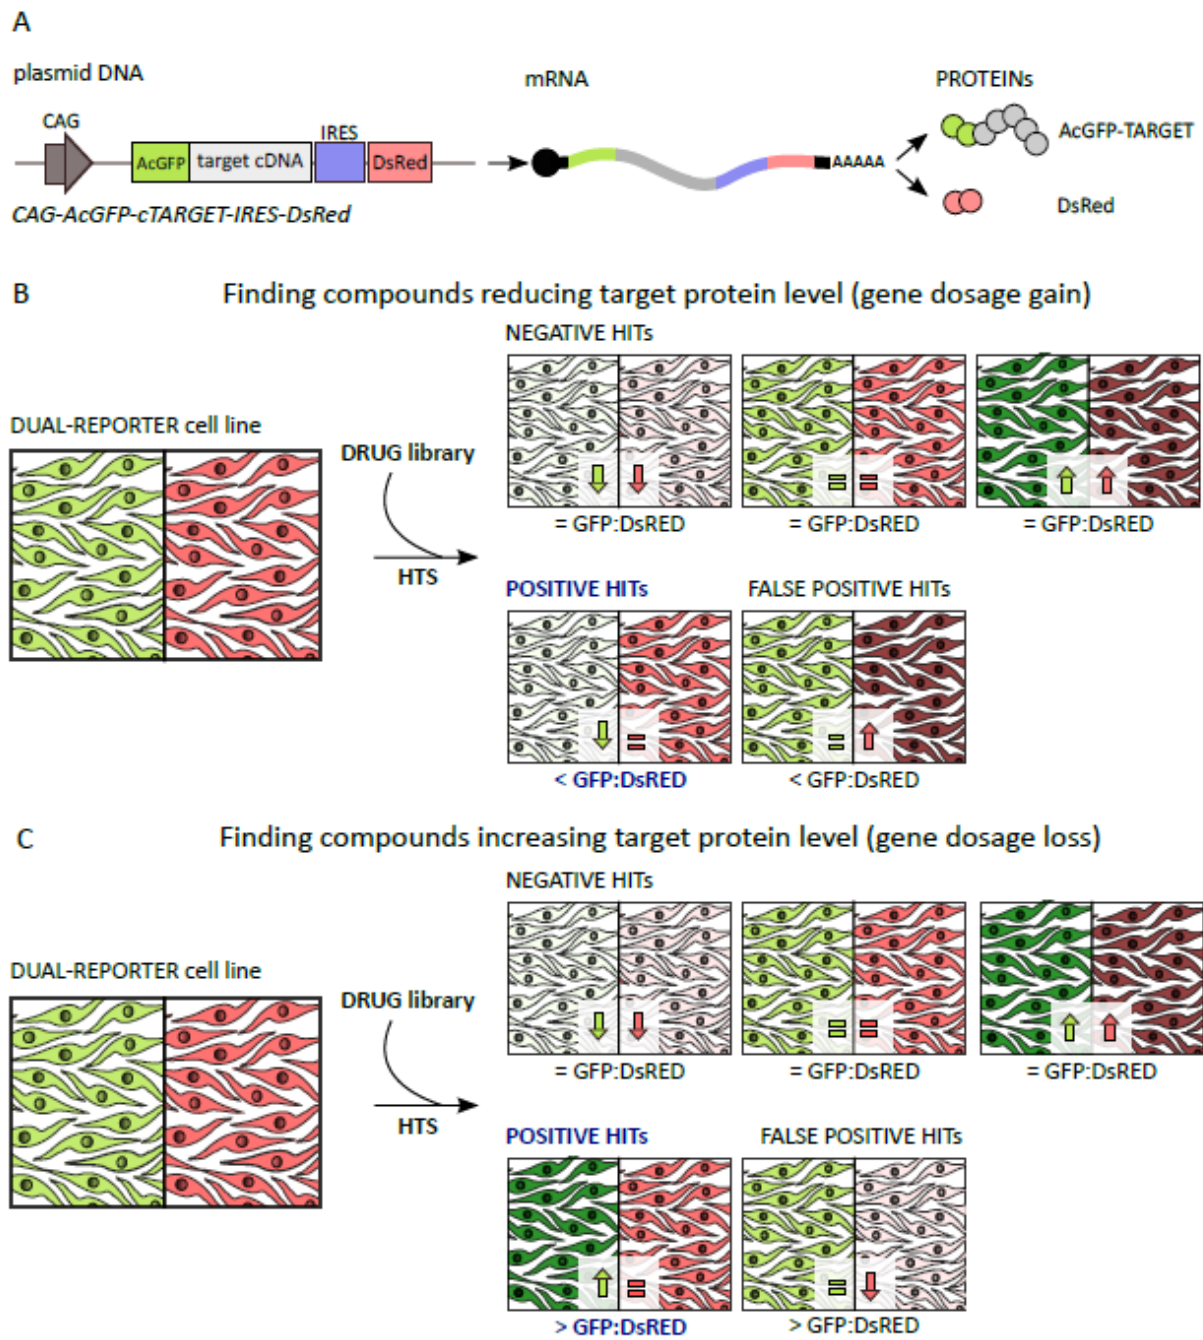 A
plasmid DNA
mRNA
PROTEINs
CAG
IRES
AcGFP
target cDNA
DsRed
AAAAA
AcGFP-TARGET
DsRed
CAG-AcGFP-cTARGET-IRES-DsRed
B
Finding compounds reducing target protein level (gene dosage gain)
NEGATIVE HITs
DUAL-REPORTER cell line
DRUG library
HTS
= GFP:DsRED
= GFP:DsRED
= GFP:DsRED
POSITIVE HITs
FALSE POSITIVE HITs
< GFP:DsRED
< GFP:DsRED
C
Finding compounds increasing target protein level (gene dosage loss)
NEGATIVE HITs
DUAL-REPORTER cell line
DRUG library
HTS
= GFP:DsRED
= GFP:DsRED
= GFP:DsRED
POSITIVE HITs
FALSE POSITIVE HITs
> GFP:DsRED
> GFP:DsRED